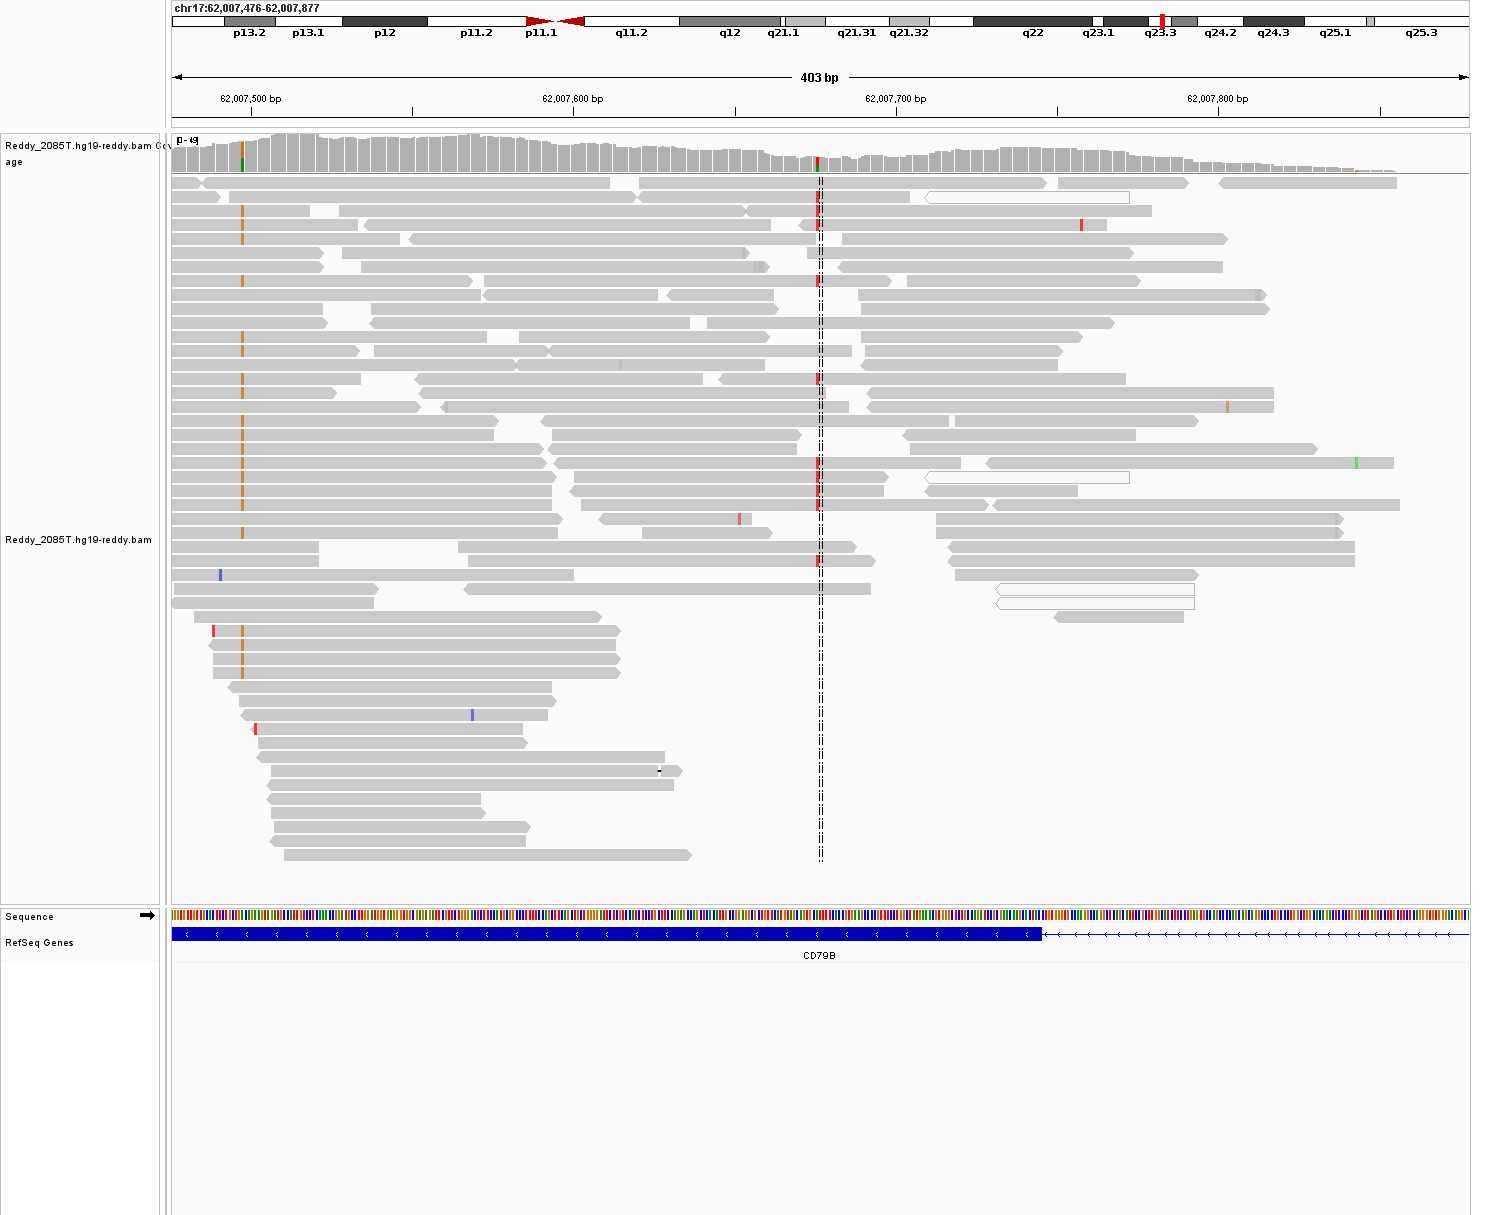 chr17:62,007,476-62,007,877
p13.2 p13.1 p12 p11.2 p11.1 q11.2 q12 q21.1 q21.31 q21.32 q22 q23.1 q23.3 q24.2 q24.3 q25.1 q25.3
403 bp
62,007,500 bp 62,007,600 bp 62,007,700 bp 62,007,800 bp
Reddy_2085T.hg19-reddy.bam Cov
age
Reddy_2085T.hg19-reddy.bam
Sequence
RefSeq Genes
CD79B